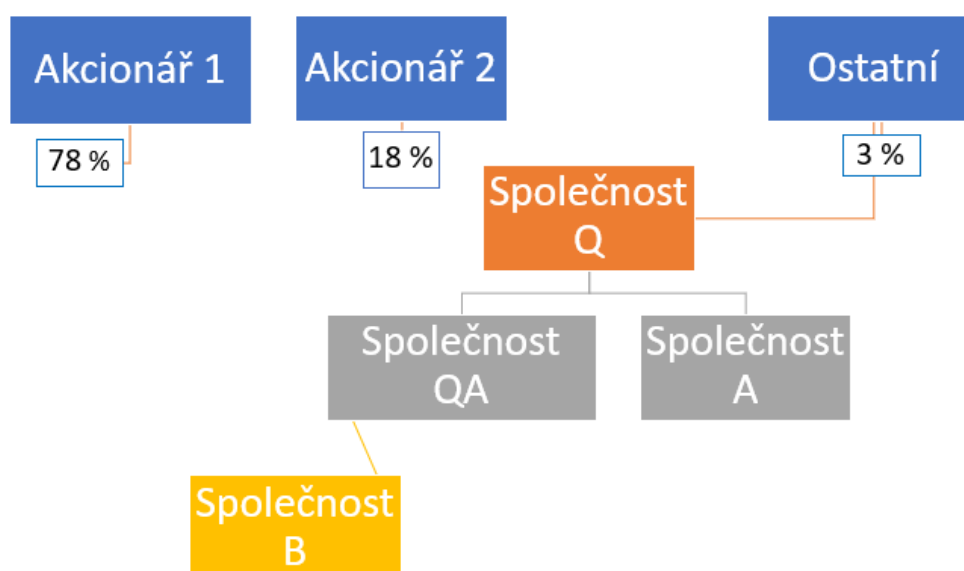 Akcionář 1
Akcionář 2
Ostatní
78 %
18 %
3 %
Společnost
Q
Společnost
QA
Společnost
A
Společnost
B